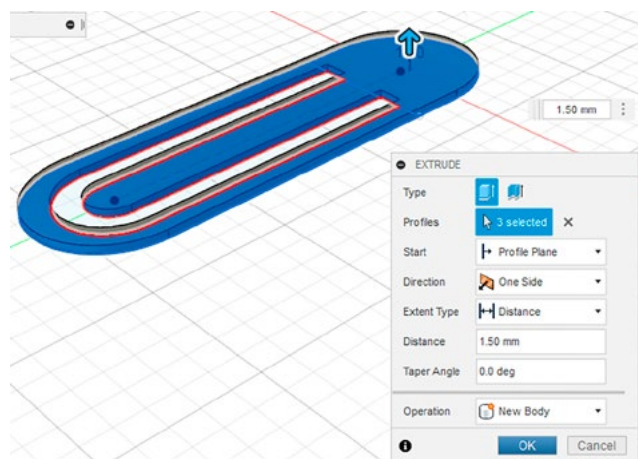 1.50 mm
EXTRUDE
Type
Profiles 3 selected
Start Profile Plane
Direction One Side
Extent Type Distance
Distance 1.50 mm
Taper Angle 0.0 deg
Operation New Body
OK Cancel